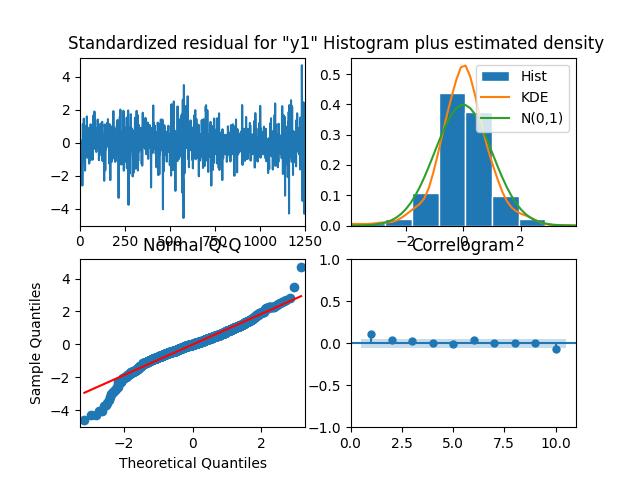 Standardized residual for "y1"
Histogram plus estimated density
4
2
0
−2
−4
0 250 500 750 1000 1250
0.5
0.4
0.3
0.2
0.1
0.0
−2 0 2
Hist
KDE
N(0,1)
Normal Q-Q
Sample Quantiles
4
2
0
−2
−4
−2 0 2
Theoretical Quantiles
Correlogram
1.0
0.5
0.0
−0.5
−1.0
0.0 2.5 5.0 7.5 10.0